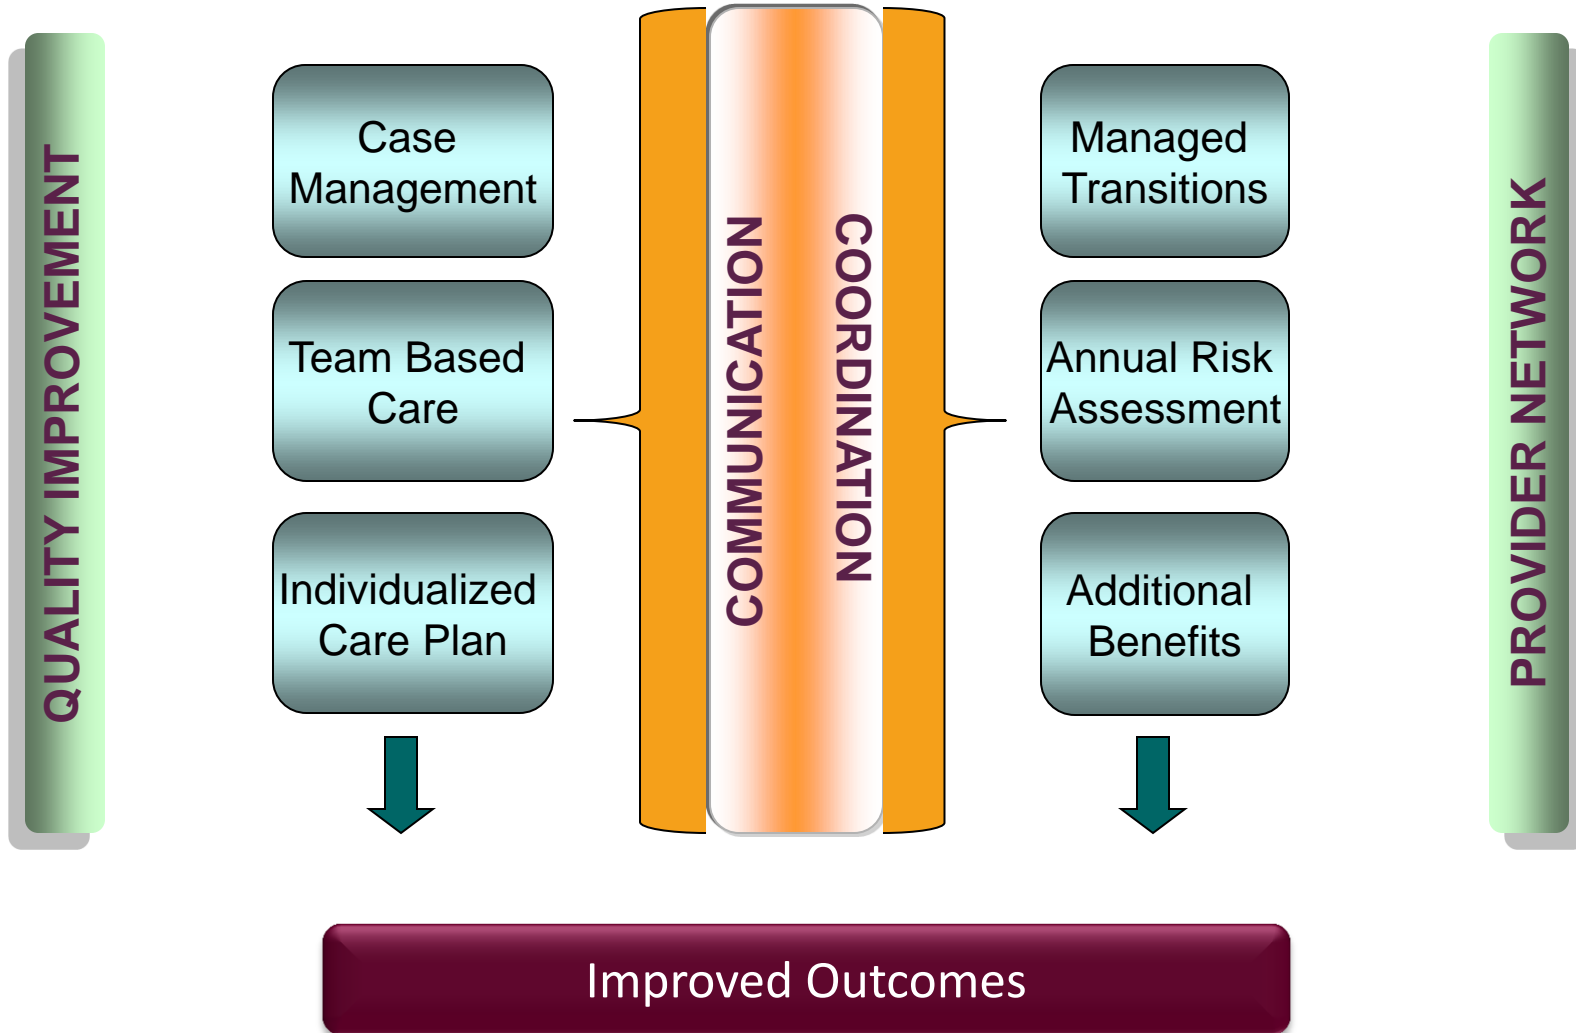 QUALITY IMPROVEMENT
Case
Management
Team Based
Care
Individualized
Care Plan
COMMUNICATION
COORDINATION
Managed
Transitions
Annual Risk
Assessment
Additional
Benefits
PROVIDER NETWORK
Improved Outcomes